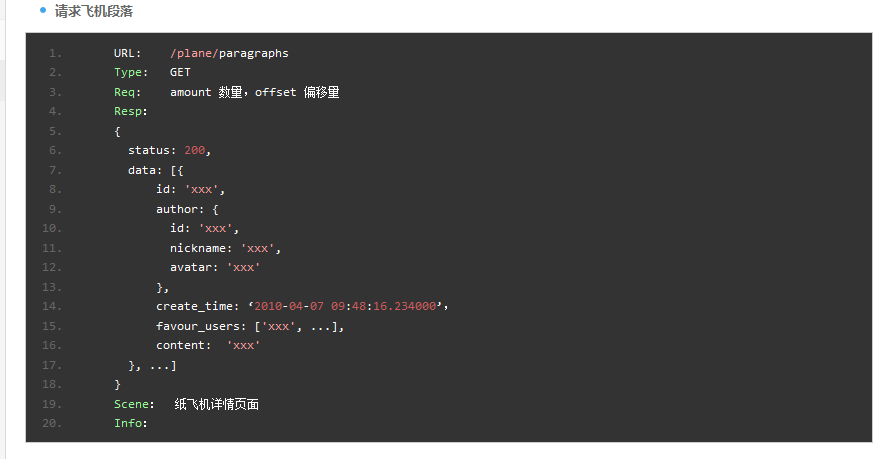 请求飞机段落
1. URL: /plane/paragraphs
2. Type: GET
3. Req: amount 数量，offset 偏移量
4. Resp:
5. {
6. status: 200,
7. data: [{
8. id: 'xxx',
9. author: {
10. id: 'xxx',
11. nickname: 'xxx',
12. avatar: 'xxx'
13. },
14. create_time: ‘2010-04-07 09:48:16.234000’,
15. favour_users: ['xxx', ...],
16. content: 'xxx'
17. }, ...]
18. }
19. Scene: 纸飞机详情页面
20. Info: